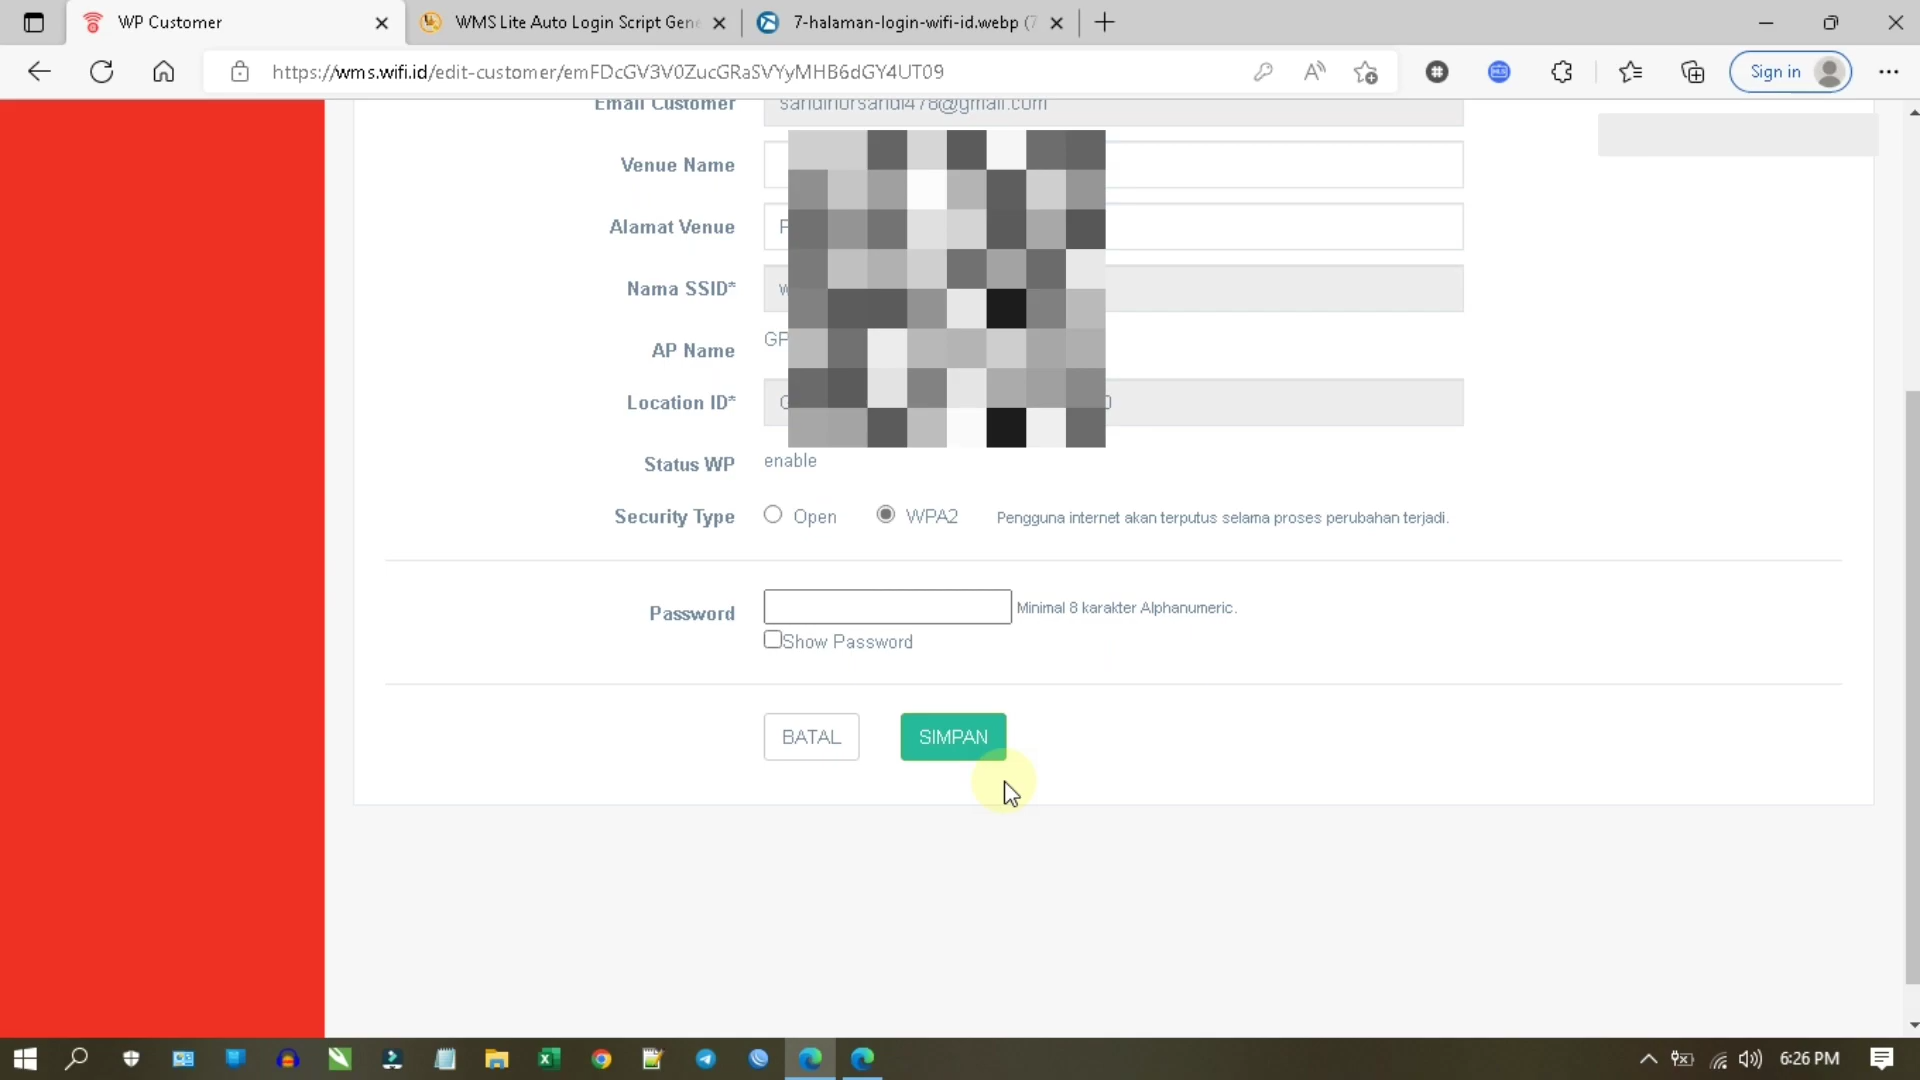 WP Customer
WMS Lite Auto Login Script Gene
7-halaman-login-wifi-id.webp (7
https://wms.wifi.id/edit-customer/emFDcGV3V0ZucGRaSVYyMHB6dGY4UT09
Sign in
Email Customer
Venue Name
Alamat Venue
Nama SSID*
AP Name GP
Location ID*
Status WP enable
Security Type Open WPA2 Pengguna internet akan terputus selama proses perubahan terjadi.
Password Minimal 8 karakter Alphanumeric.
Show Password
BATAL SIMPAN
6:26 PM